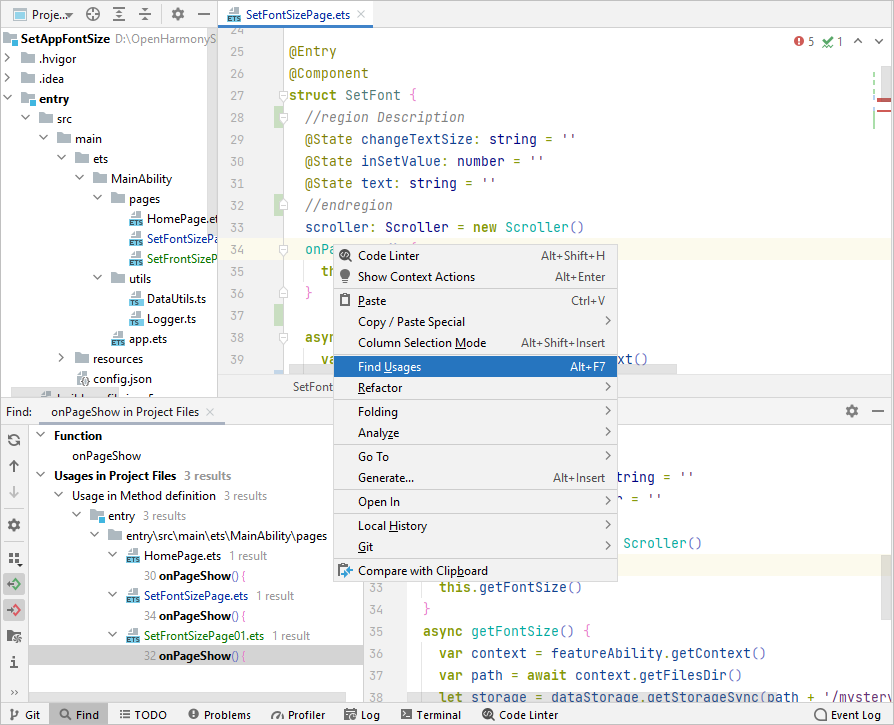 Proje...
SetFontSizePage.ets
SetAppFontSize D:\OpenHarmonyS
.hvigor
.idea
entry
src
main
ets
MainAbility
pages
HomePage.et
SetFontSizePa
SetFrontSizeP
utils
DataUtils.ts
Logger.ts
app.ets
resources
config.json
24
25 @Entry
26 @Component
27 struct SetFont {
28 //region Description
29 @State changeTextSize: string = ''
30 @State inSetValue: number = ''
31 @State text: string = ''
32 //endregion
33 scroller: Scroller = new Scroller()
34 onPa
35 th
36 }
37
38 asyn
39 va xt()
5 1
SetFont
Code Linter Alt+Shift+H
Show Context Actions Alt+Enter
Paste Ctrl+V
Copy / Paste Special
Column Selection Mode Alt+Shift+Insert
Find Usages Alt+F7
Refactor
Folding
Analyze
Go To
Generate... Alt+Insert
Open In
Local History
Git
Compare with Clipboard
Find: onPageShow in Project Files
Function
onPageShow
Usages in Project Files 3 results
Usage in Method definition 3 results
entry 3 results
entry\src\main\ets\MainAbility\pages
HomePage.ets 1 result
30 onPageShow() {
SetFontSizePage.ets 1 result
34 onPageShow() {
SetFrontSizePage01.ets 1 result
32 onPageShow() {
tring = ''
r = ''
Scroller()
33 this.getFontSize()
34 }
35 async getFontSize() {
36 var context = featureAbility.getContext()
37 var path = await context.getFilesDir()
38 let storage = dataStorage.getStorageSync(path + '/mystery
Git Find TODO Problems Profiler Log Terminal Code Linter Event Log